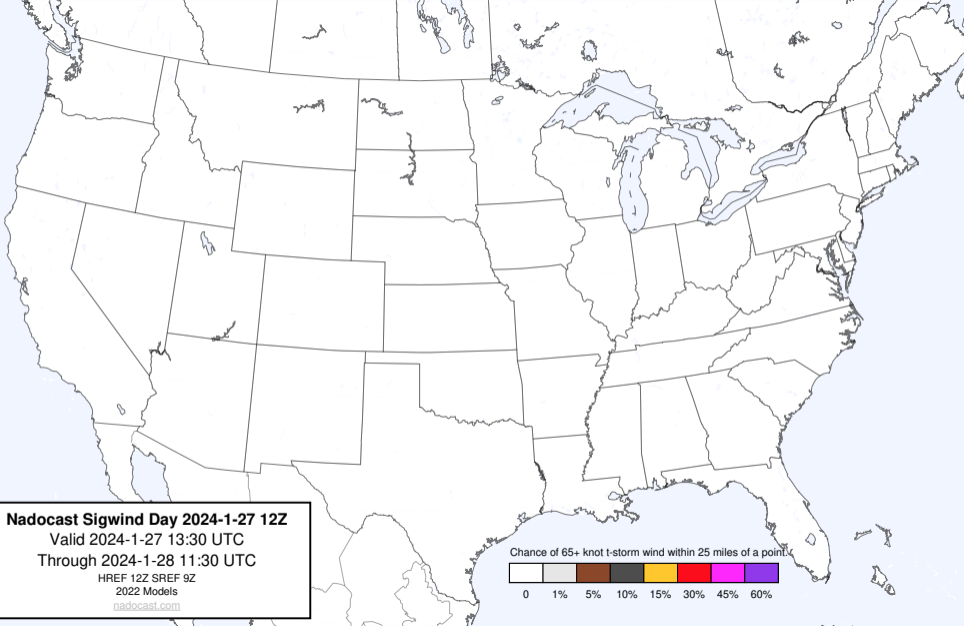 Nadocast Sigwind Day 2024-1-27 12Z
Valid 2024-1-27 13:30 UTC
Through 2024-1-28 11:30 UTC
HREF 12Z SREF 9Z
2022 Models
nadocast.com
Chance of 65+ knot t-storm wind within 25 miles of a point.
0 1% 5% 10% 15% 30% 45% 60%